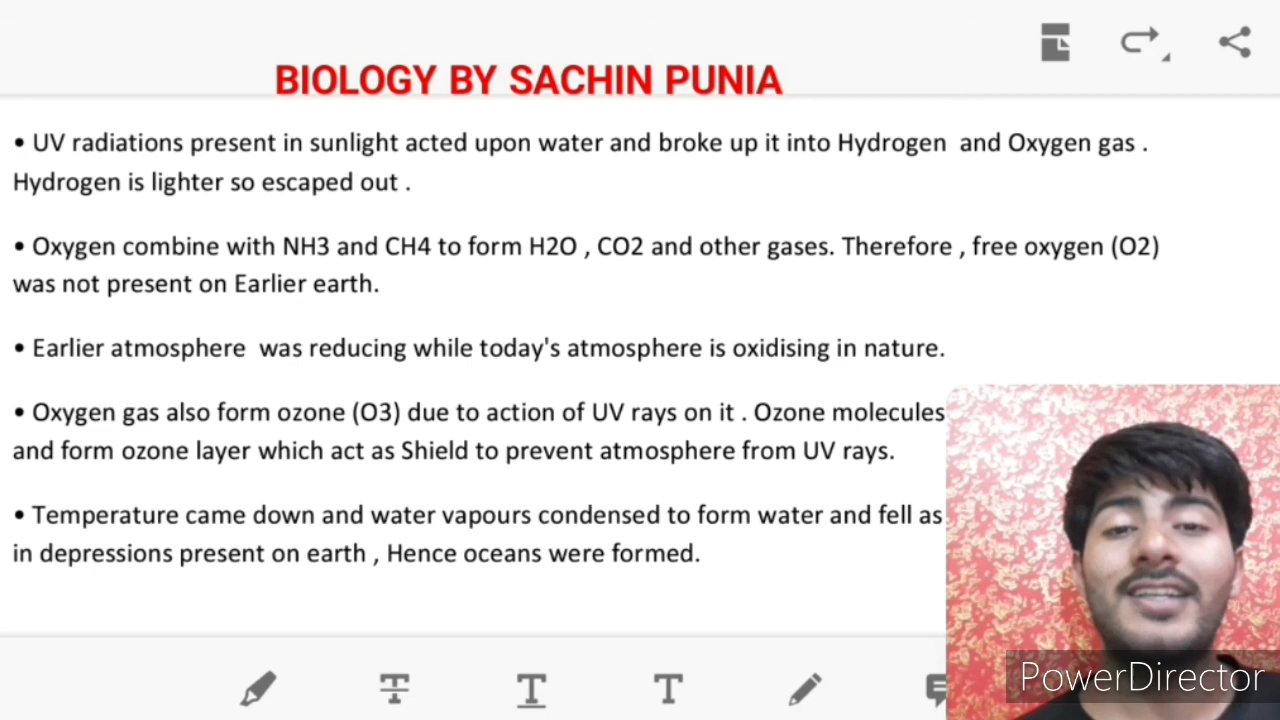 BIOLOGY BY SACHIN PUNIA
• UV radiations present in sunlight acted upon water and broke up it into Hydrogen  and Oxygen gas .
Hydrogen is lighter so escaped out .
• Oxygen combine with NH3 and CH4 to form H2O , CO2 and other gases. Therefore , free oxygen (O2)
was not present on Earlier earth.
• Earlier atmosphere  was reducing while today's atmosphere is oxidising in nature.
• Oxygen gas also form ozone (O3) due to action of UV rays on it . Ozone molecules
and form ozone layer which act as Shield to prevent atmosphere from UV rays.
• Temperature came down and water vapours condensed to form water and fell as
in depressions present on earth , Hence oceans were formed.
T T T
PowerDirector